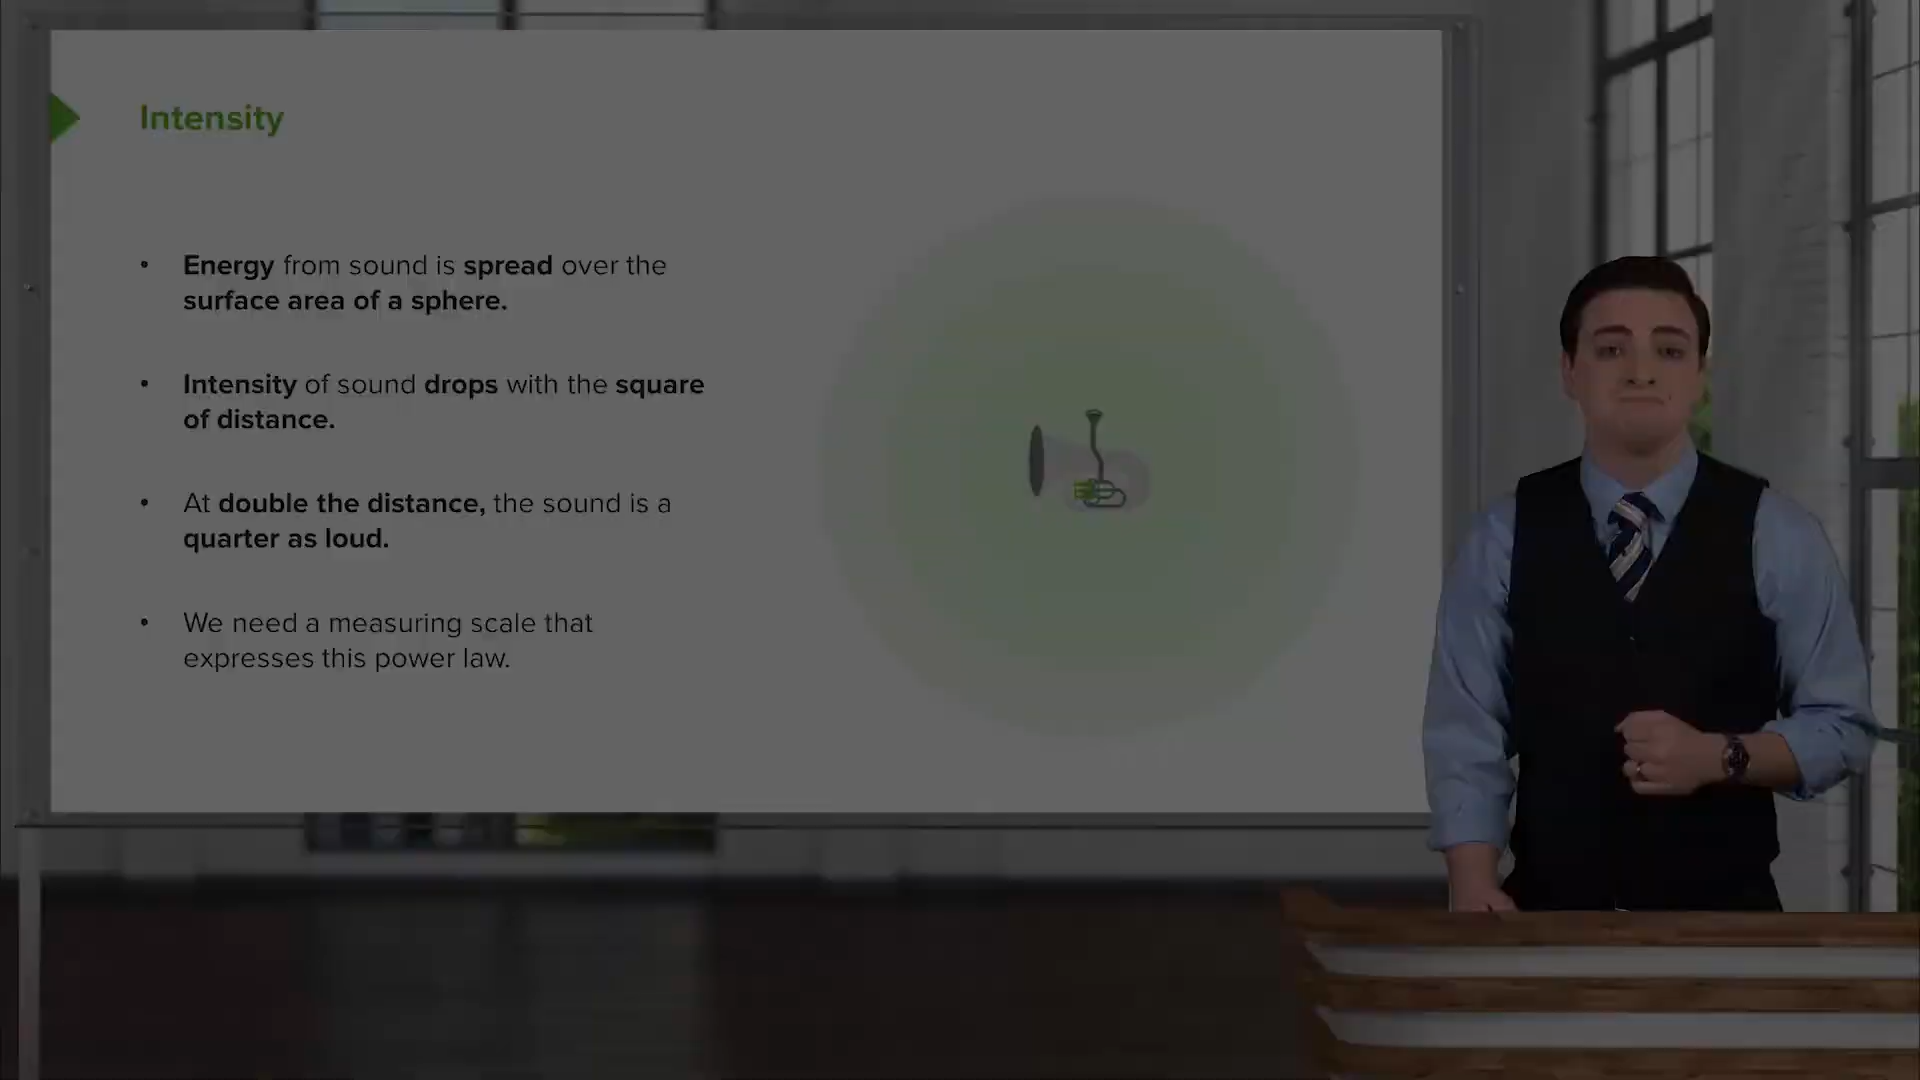 Intensity
• Energy from sound is spread over the
surface area of a sphere.
• Intensity of sound drops with the square
of distance.
• At double the distance, the sound is a
quarter as loud.
• We need a measuring scale that
expresses this power law.